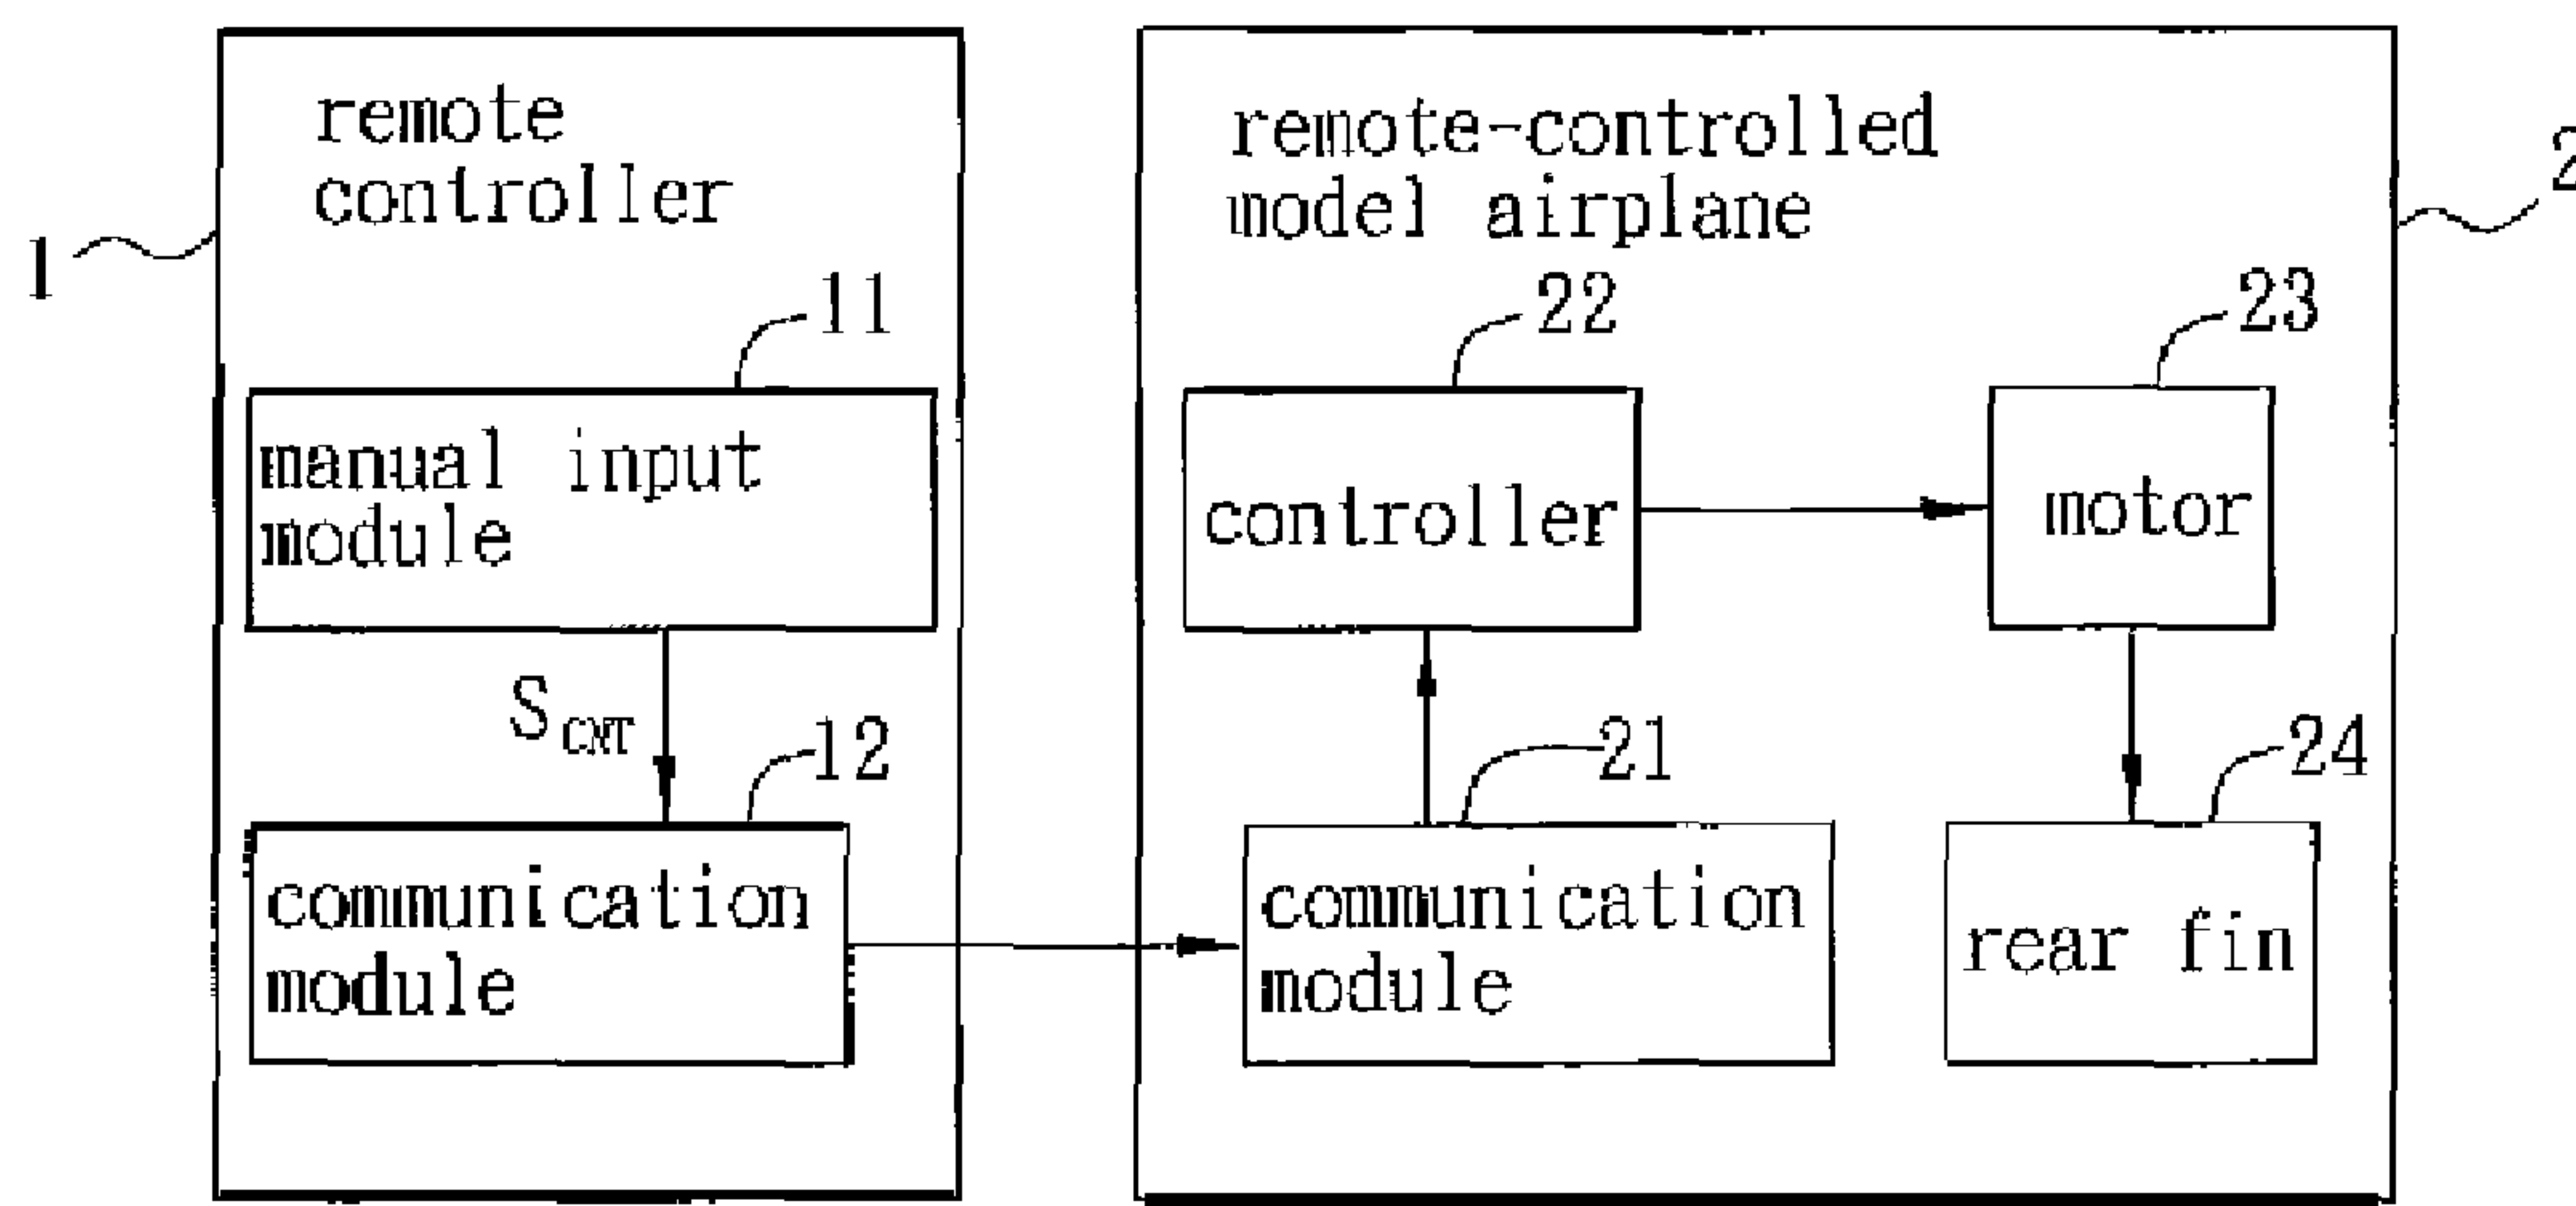 remote
controller
1
11
manual input
module
S_CNT
12
communication
module
remote-controlled
model airplane
2
22
controller
23
motor
21
communication
module
24
rear fin